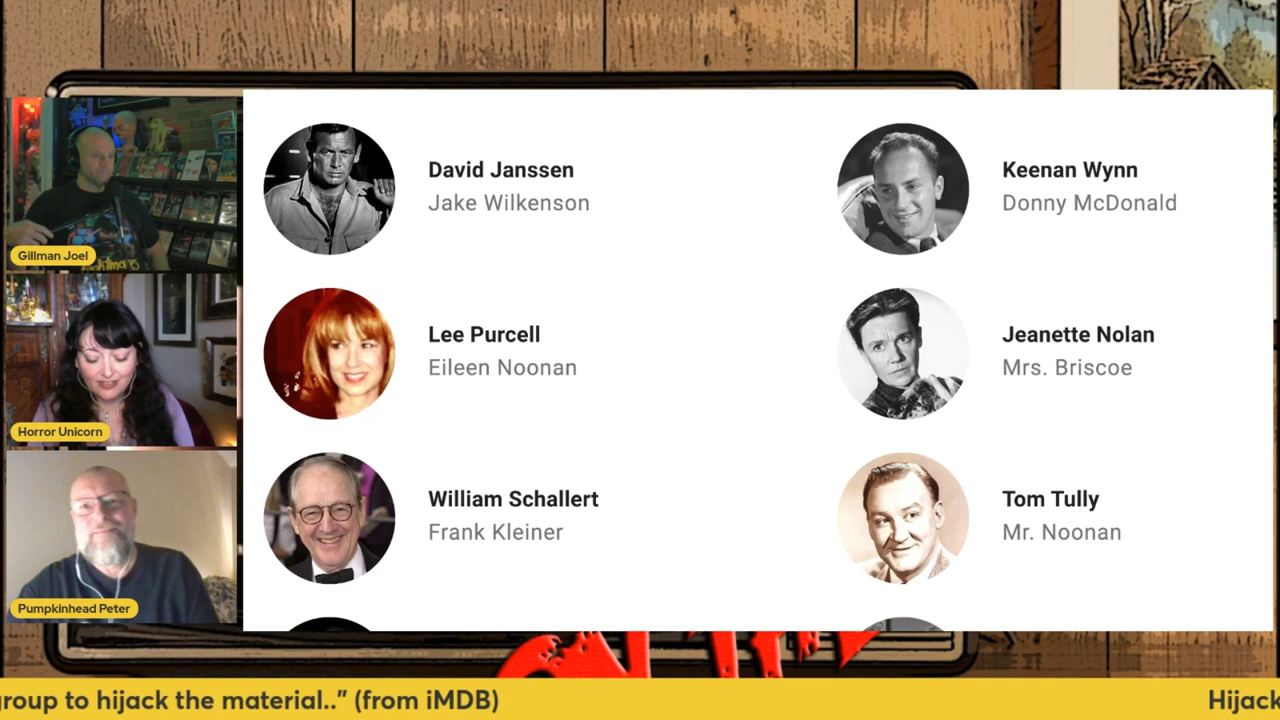 David Janssen
Jake Wilkenson
Keenan Wynn
Donny McDonald
Gillman Joel
Lee Purcell
Eileen Noonan
Jeanette Nolan
Mrs. Briscoe
Horror Unicorn
William Schallert
Frank Kleiner
Tom Tully
Mr. Noonan
Pumpkinhead Peter
group to hijack the material..” (from iMDB)
Hijack